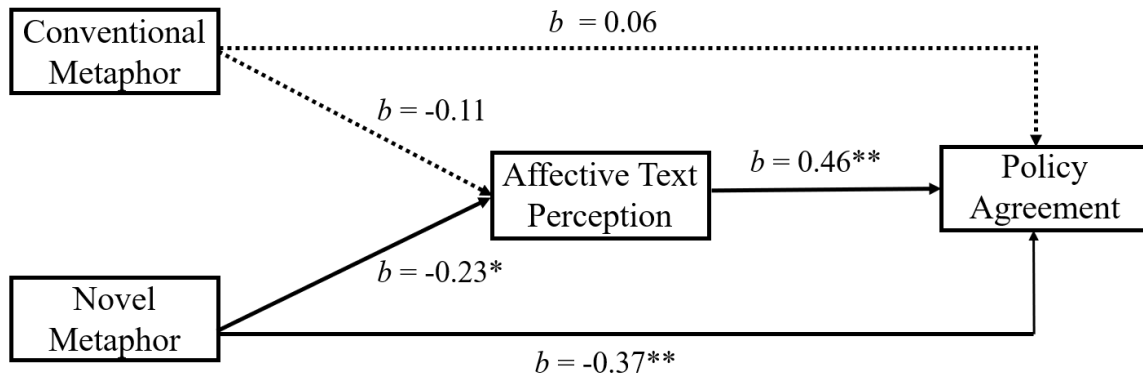 b = 0.06
Conventional
Metaphor
b = -0.11
Affective Text
Perception
b = 0.46**
Policy
Agreement
b = -0.23*
Novel
Metaphor
b = -0.37**